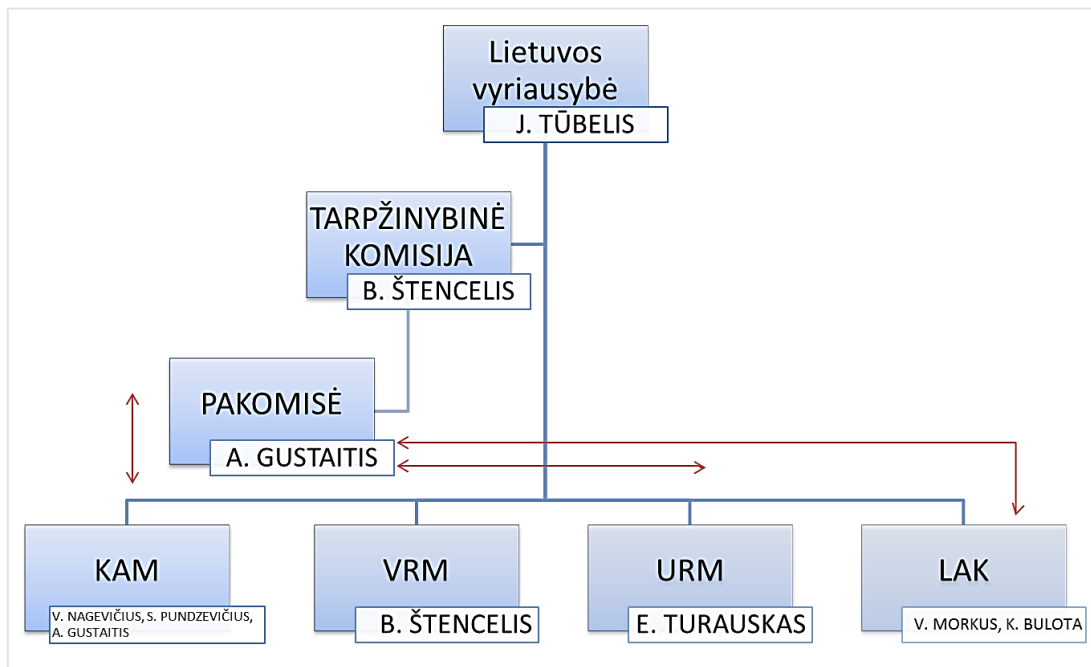 Lietuvos
vyriausybė
J. TŪBELIS
TARPŽINYBINĖ
KOMISIJA
B. ŠTENCELIS
PAKOMISĖ
A. GUSTAITIS
KAM
V. NAGEVIČIUS, S. PUNDZEVIČIUS,
A. GUSTAITIS
VRM
B. ŠTENCELIS
URM
E. TURAUSKAS
LAK
V. MORKUS, K. BULOTA